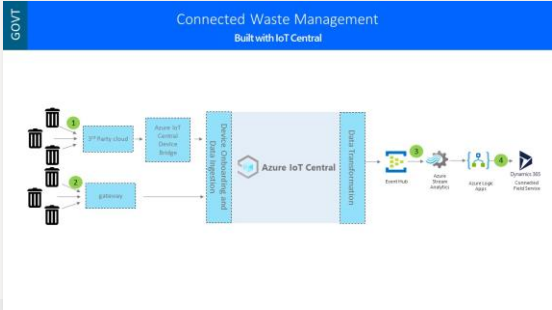 GOVT
Connected Waste Management
Built with IoT Central
1
3rd Party cloud
Azure IoT
Central
Device
Bridge
2
gateway
Device Onboarding and
Data Ingestion
Azure IoT Central
Data Transformation
Event Hub
3
Azure
Stream
Analytics
Azure Logic
Apps
4
Dynamics 365
Connected
Field Service